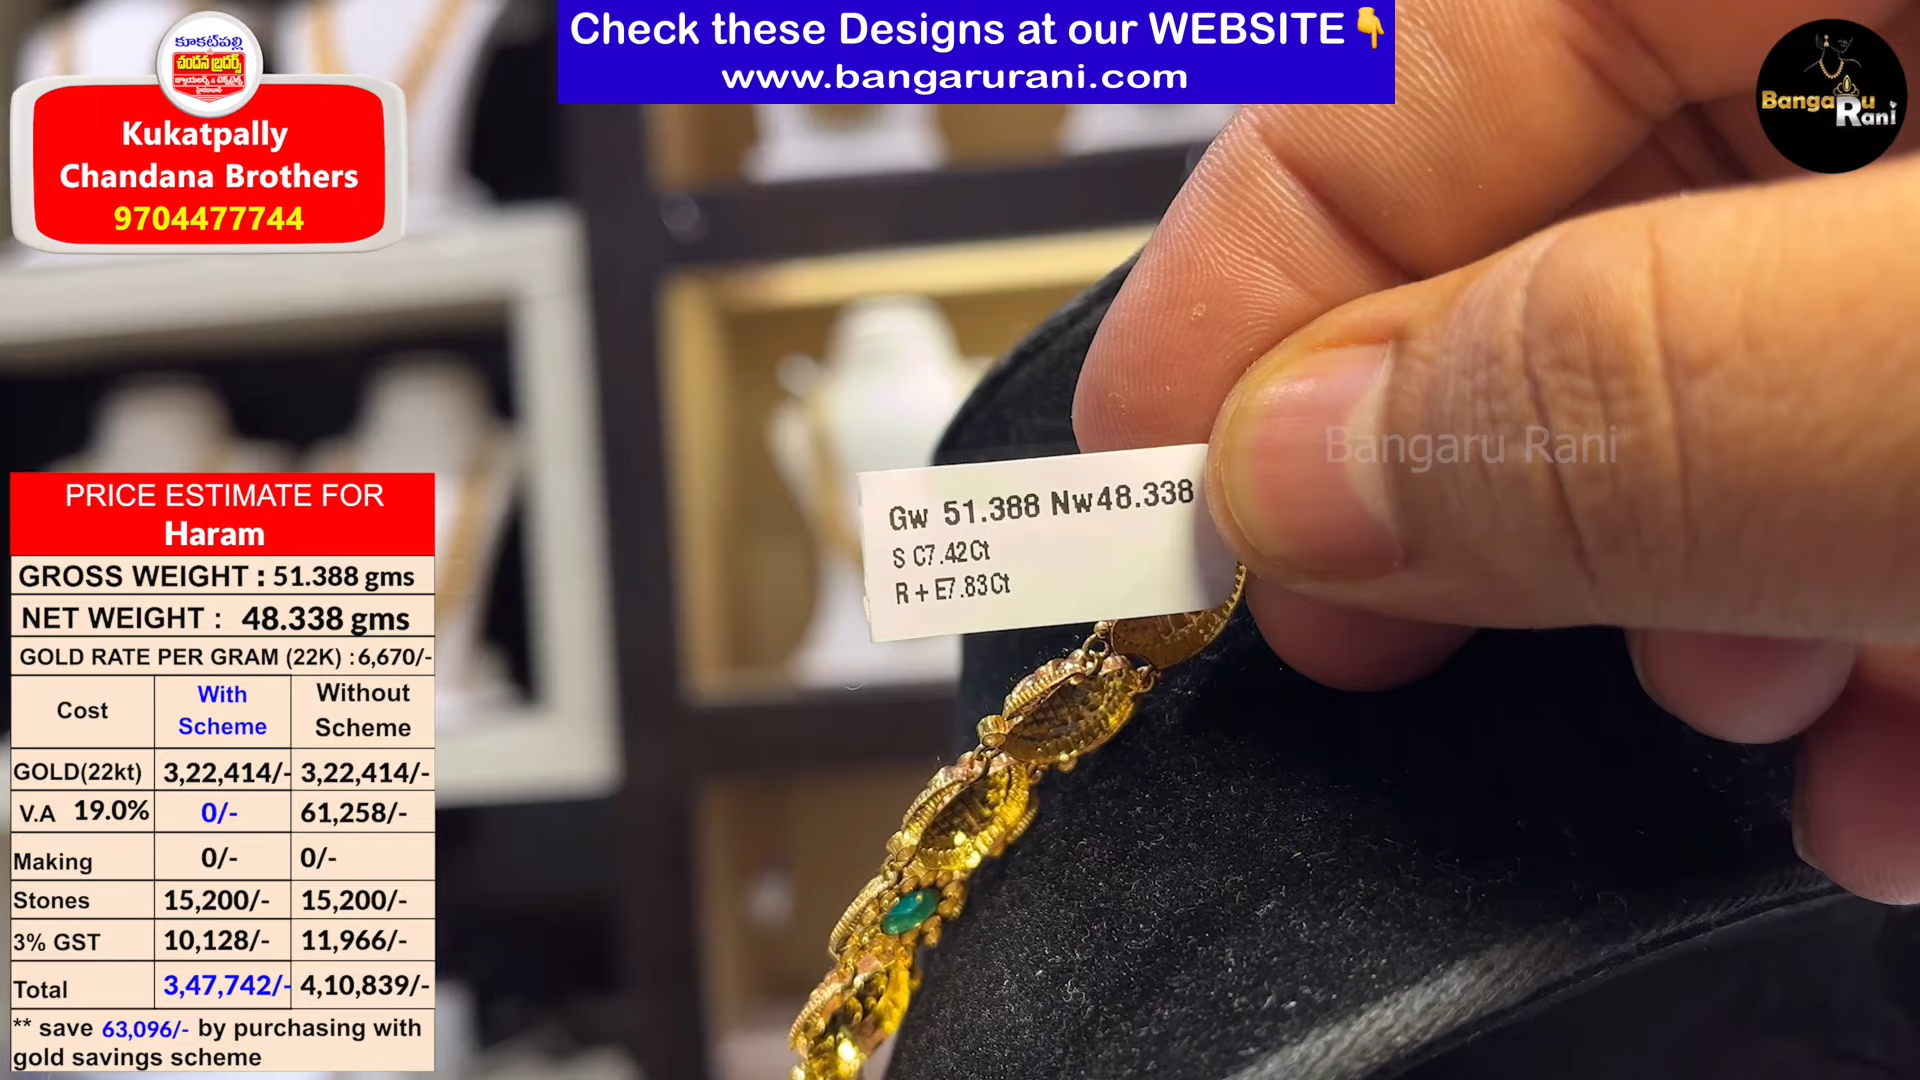 Check these Designs at our WEBSITE👇
www.bangarurani.com
కూకట్‌పల్లి
చందన బ్రదర్స్
జ్యూయలర్స్ & టెక్స్‌టైల్స్
హైదరాబాద్
Kukatpally
Chandana Brothers
9704477744
Bangaru
Rani
Bangaru Rani
Gw 51.388 Nw48.338
S C7.42Ct
R + E7.83Ct
PRICE ESTIMATE FOR
Haram
GROSS WEIGHT : 51.388 gms
NET WEIGHT : 48.338 gms
GOLD RATE PER GRAM (22K) : 6,670/-
Cost With Scheme Without Scheme
GOLD(22kt) 3,22,414/- 3,22,414/-
V.A 19.0% 0/- 61,258/-
Making 0/- 0/-
Stones 15,200/- 15,200/-
3% GST 10,128/- 11,966/-
Total 3,47,742/- 4,10,839/-
** save 63,096/- by purchasing with
gold savings scheme